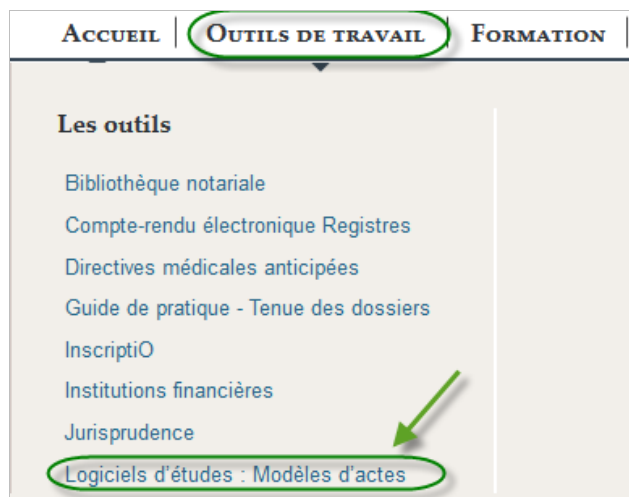 Accueil | Outils de travail | Formation |
Les outils
Bibliothèque notariale
Compte-rendu électronique Registres
Directives médicales anticipées
Guide de pratique - Tenue des dossiers
InscriptiO
Institutions financières
Jurisprudence
Logiciels d'études : Modèles d'actes